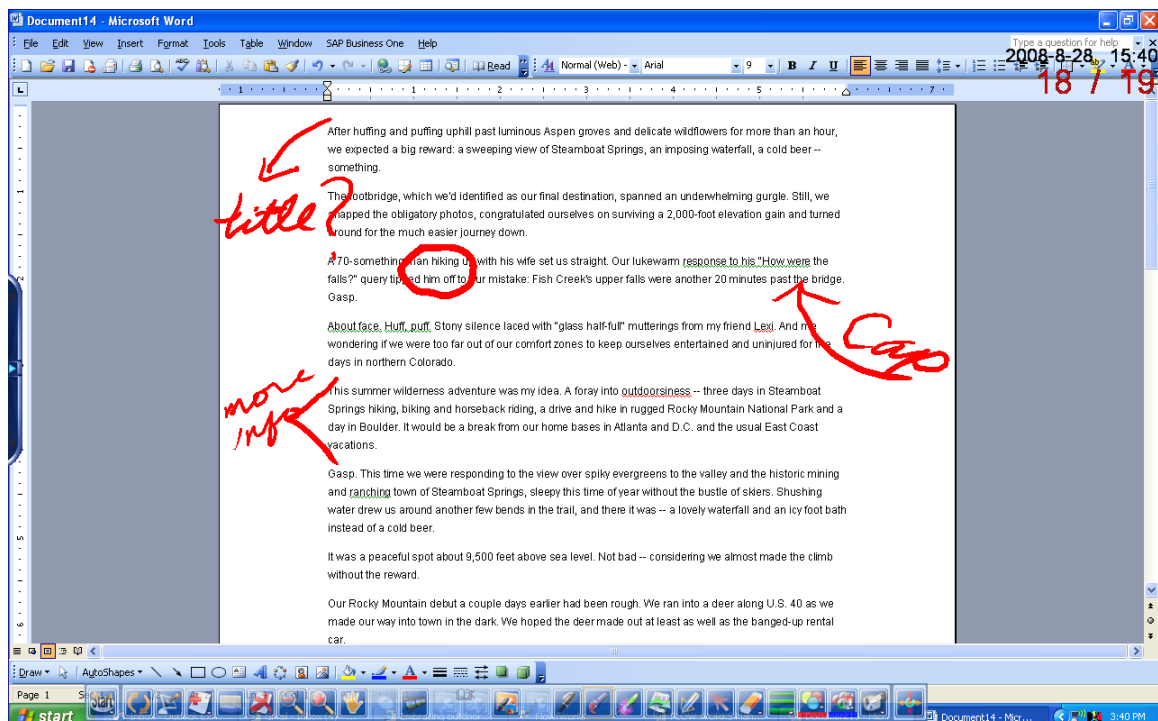 Document14 - Microsoft Word
File Edit View Insert Format Tools Table Window SAP Business One Help
Type a question for help
2008-8-28 15:40
Read Normal (Web) - Arial 9 B I U
18 / 19
1 1 2 3 4 5 7
After huffing and puffing uphill past luminous Aspen groves and delicate wildflowers for more than an hour,
we expected a big reward: a sweeping view of Steamboat Springs, an imposing waterfall, a cold beer --
something.
title?
The footbridge, which we'd identified as our final destination, spanned an underwhelming gurgle. Still, we
snapped the obligatory photos, congratulated ourselves on surviving a 2,000-foot elevation gain and turned
around for the much easier journey down.
A 70-something man hiking up with his wife set us straight. Our lukewarm response to his "How were the
falls?" query tipped him off to our mistake: Fish Creek's upper falls were another 20 minutes past the bridge.
Gasp.
Cap
About face. Huff, puff. Stony silence laced with "glass half-full" mutterings from my friend Lexi. And me
wondering if we were too far out of our comfort zones to keep ourselves entertained and uninjured for five
days in northern Colorado.
more
info
This summer wilderness adventure was my idea. A foray into outdoorsiness -- three days in Steamboat
Springs hiking, biking and horseback riding, a drive and hike in rugged Rocky Mountain National Park and a
day in Boulder. It would be a break from our home bases in Atlanta and D.C. and the usual East Coast
vacations.
Gasp. This time we were responding to the view over spiky evergreens to the valley and the historic mining
and ranching town of Steamboat Springs, sleepy this time of year without the bustle of skiers. Shushing
water drew us around another few bends in the trail, and there it was -- a lovely waterfall and an icy foot bath
instead of a cold beer.
It was a peaceful spot about 9,500 feet above sea level. Not bad -- considering we almost made the climb
without the reward.
Our Rocky Mountain debut a couple days earlier had been rough. We ran into a deer along U.S. 40 as we
made our way into town in the dark. We hoped the deer made out at least as well as the banged-up rental
car.
Draw AutoShapes
Page 1
start Start Document14 - Micr... 3:40 PM